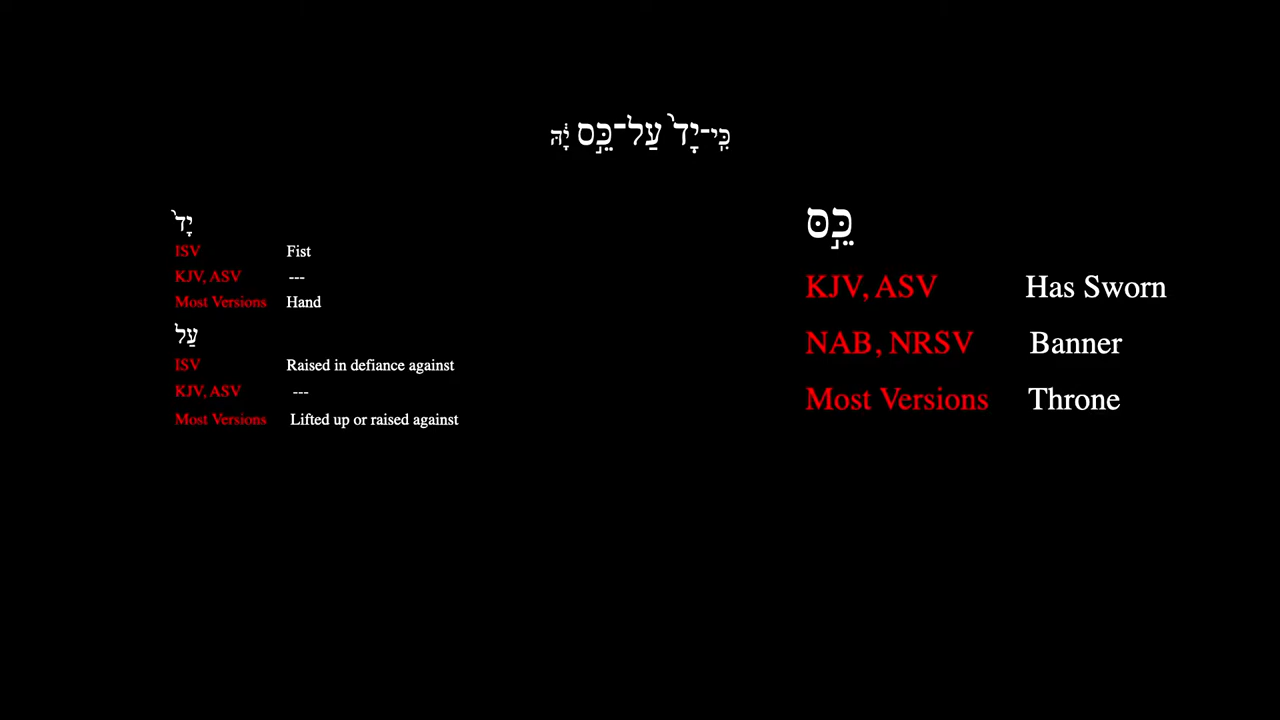 כִּֽי־יָד֙ עַל־כֵּ֣ס יָ֔הּ
יָד֙
ISV Fist
KJV, ASV ---
Most Versions Hand
עַל
ISV Raised in defiance against
KJV, ASV ---
Most Versions Lifted up or raised against
כֵּ֣סּ
KJV, ASV Has Sworn
NAB, NRSV Banner
Most Versions Throne